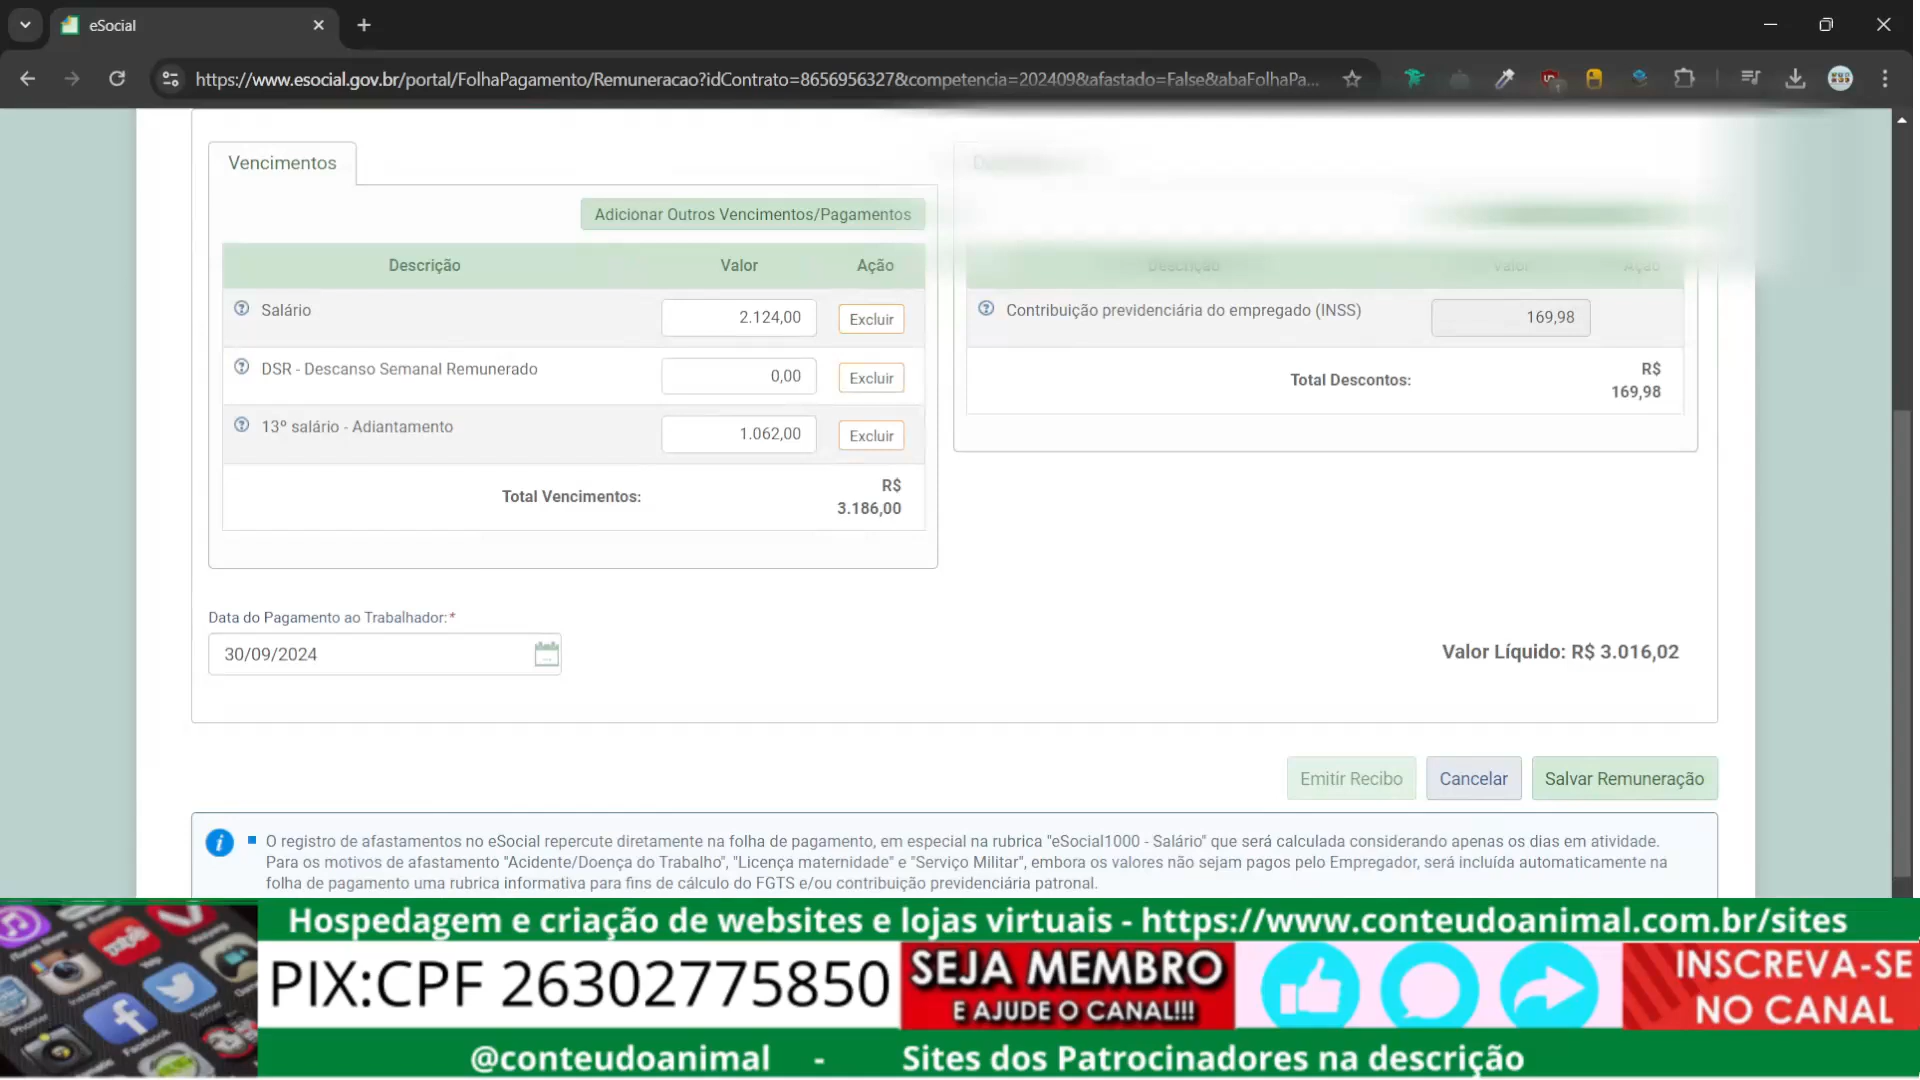 eSocial
https://www.esocial.gov.br/portal/FolhaPagamento/Remuneracao?idContrato=8656956327&competencia=202409&afastado=False&abaFolhaPa...
Vencimentos
Adicionar Outros Vencimentos/Pagamentos
Descrição Valor Ação
Salário 2.124,00 Excluir
DSR - Descanso Semanal Remunerado 0,00 Excluir
13º salário - Adiantamento 1.062,00 Excluir
Total Vencimentos: R$ 3.186,00
Descrição Valor Ação
Contribuição previdenciária do empregado (INSS) 169,98
Total Descontos: R$ 169,98
Data do Pagamento ao Trabalhador:*
30/09/2024
Valor Líquido: R$ 3.016,02
Emitir Recibo Cancelar Salvar Remuneração
O registro de afastamentos no eSocial repercute diretamente na folha de pagamento, em especial na rubrica "eSocial1000 - Salário" que será calculada considerando apenas os dias em atividade.
Para os motivos de afastamento "Acidente/Doença do Trabalho", "Licença maternidade" e "Serviço Militar", embora os valores não sejam pagos pelo Empregador, será incluída automaticamente na
folha de pagamento uma rubrica informativa para fins de cálculo do FGTS e/ou contribuição previdenciária patronal.
Hospedagem e criação de websites e lojas virtuais - https://www.conteudoanimal.com.br/sites
PIX:CPF 26302775850
SEJA MEMBRO
E AJUDE O CANAL!!!
INSCREVA-SE
NO CANAL
@conteudoanimal - Sites dos Patrocinadores na descrição